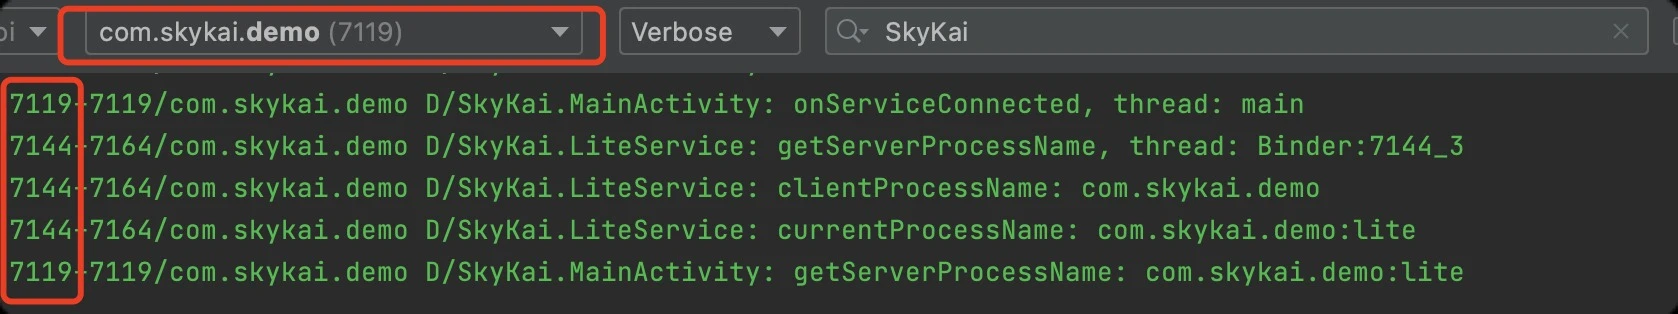 com.skykai.demo (7119) Verbose SkyKai
7119-7119/com.skykai.demo D/SkyKai.MainActivity: onServiceConnected, thread: main
7144-7164/com.skykai.demo D/SkyKai.LiteService: getServerProcessName, thread: Binder:7144_3
7144-7164/com.skykai.demo D/SkyKai.LiteService: clientProcessName: com.skykai.demo
7144-7164/com.skykai.demo D/SkyKai.LiteService: currentProcessName: com.skykai.demo:lite
7119-7119/com.skykai.demo D/SkyKai.MainActivity: getServerProcessName: com.skykai.demo:lite